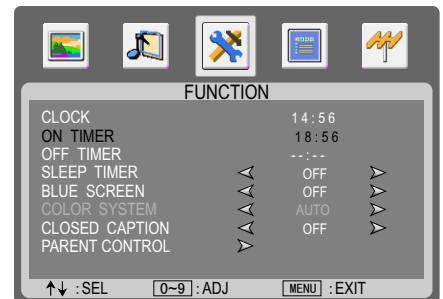 FUNCTION
CLOCK 14:56
ON TIMER 18:56
OFF TIMER --:--
SLEEP TIMER OFF
BLUE SCREEN OFF
COLOR SYSTEM AUTO
CLOSED CAPTION OFF
PARENT CONTROL
:SEL 0~9 :ADJ MENU :EXIT